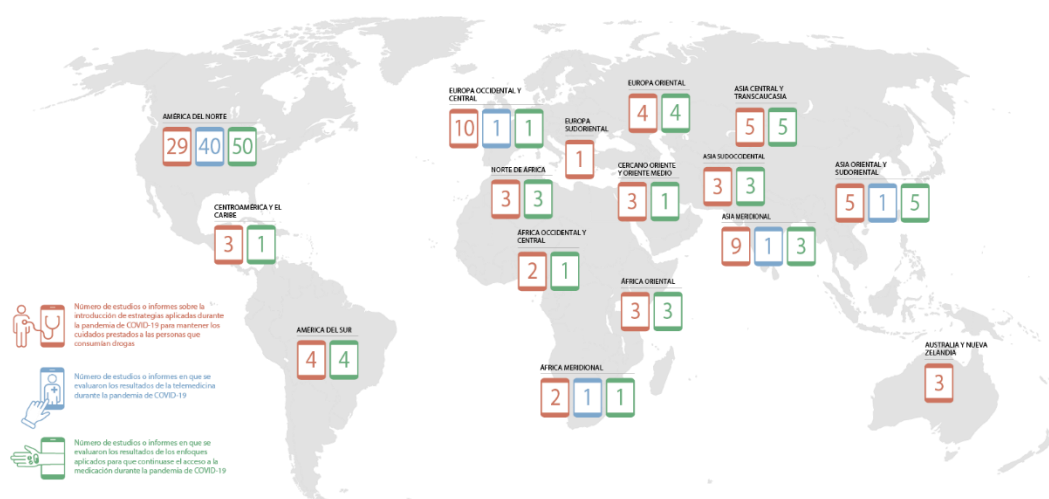 AMÉRICA DEL NORTE
29 40 50
CENTROAMÉRICA Y EL
CARIBE
3 1
AMÉRICA DEL SUR
4 4
EUROPA OCCIDENTAL Y
CENTRAL
10 1 1
EUROPA
SUDORIENTAL
1
EUROPA ORIENTAL
4 4
ASIA CENTRAL Y
TRANSCAUCASIA
5 5
NORTE DE ÁFRICA
3 3
CERCANO ORIENTE
Y ORIENTE MEDIO
3 1
ASIA SUDOCCIDENTAL
3 3
ASIA ORIENTAL Y
SUDORIENTAL
5 1 5
ASIA MERIDIONAL
9 1 3
ÁFRICA OCCIDENTAL Y
CENTRAL
2 1
ÁFRICA ORIENTAL
3 3
ÁFRICA MERIDIONAL
2 1 1
AUSTRALIA Y NUEVA
ZELANDIA
3
Número de estudios o informes sobre la
introducción de estrategias aplicadas durante
la pandemia de COVID-19 para mantener los
cuidados prestados a las personas que
consumían drogas
Número de estudios o informes en que se
evaluaron los resultados de la telemedicina
durante la pandemia de COVID-19
Número de estudios o informes en que se
evaluaron los resultados de los enfoques
aplicados para que continuase el acceso a la
medicación durante la pandemia de COVID-19